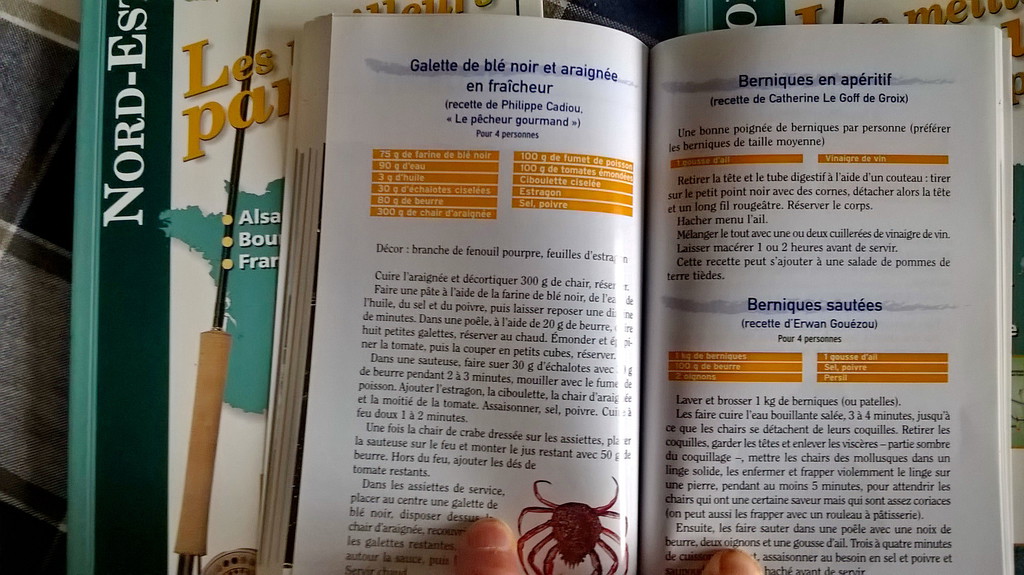 NORD-EST
Les
par
Alsa
Bou
Fran
Galette de blé noir et araignée
en fraîcheur
(recette de Philippe Cadiou,
« Le pêcheur gourmand »)
Pour 4 personnes
75 g de farine de blé noir
90 g d'eau
3 g d'huile
30 g d'échalotes ciselées
80 g de beurre
300 g de chair d'araignée
100 g de fumet de poisson
100 g de tomates émondées
Ciboulette ciselée
Estragon
Sel, poivre
Décor : branche de fenouil pourpre, feuilles d'estragon
Cuire l'araignée et décortiquer 300 g de chair, réser
Faire une pâte à l'aide de la farine de blé noir, de l'ea de
l'huile, du sel et du poivre, puis laisser reposer une di ne
de minutes. Dans une poêle, à l'aide de 20 g de beurre, ire
huit petites galettes, réserver au chaud. Émonder et é
ner la tomate, puis la couper en petits cubes, réserver.
Dans une sauteuse, faire suer 30 g d'échalotes avec g
de beurre pendant 2 à 3 minutes, mouiller avec le fume de
poisson. Ajouter l'estragon, la ciboulette, la chair d'araig e
et la moitié de la tomate. Assaisonner, sel, poivre. Cui à
feu doux 1 à 2 minutes.
Une fois la chair de crabe dressée sur les assiettes, pla er
la sauteuse sur le feu et monter le jus restant avec 50 g de
beurre. Hors du feu, ajouter les dés de
tomate restants.
Dans les assiettes de service,
placer au centre une galette de
blé noir, disposer dessus
chair d'araignée, recouv
les galettes restantes,
autour la sauce, puis
Servir chaud.
Berniques en apéritif
(recette de Catherine Le Goff de Groix)
Une bonne poignée de berniques par personne (préférer
les berniques de taille moyenne)
1 gousse d'ail
Vinaigre de vin
Retirer la tête et le tube digestif à l'aide d'un couteau : tirer
sur le petit point noir avec des cornes, détacher alors la tête
et un long fil rougeâtre. Réserver le corps.
Hacher menu l'ail.
Mélanger le tout avec une ou deux cuillerées de vinaigre de vin.
Laisser macérer 1 ou 2 heures avant de servir.
Cette recette peut s'ajouter à une salade de pommes de
terre tièdes.
Berniques sautées
(recette d'Erwan Gouézou)
Pour 4 personnes
1 kg de berniques
100 g de beurre
2 oignons
1 gousse d'ail
Sel, poivre
Persil
Laver et brosser 1 kg de berniques (ou patelles).
Les faire cuire l'eau bouillante salée, 3 à 4 minutes, jusqu'à
ce que les chairs se détachent de leurs coquilles. Retirer les
coquilles, garder les têtes et enlever les viscères – partie sombre
du coquillage –, mettre les chairs des mollusques dans un
linge solide, les enfermer et frapper violemment le linge sur
une pierre, pendant au moins 5 minutes, pour attendrir les
chairs qui ont une certaine saveur mais qui sont assez coriaces
(on peut aussi les frapper avec un rouleau à pâtisserie).
Ensuite, les faire sauter dans une poêle avec une noix de
beurre, deux oignons et une gousse d'ail. Trois à quatre minutes
de cuisson assaisonner au besoin en sel et poivre et
haché avant de servir.